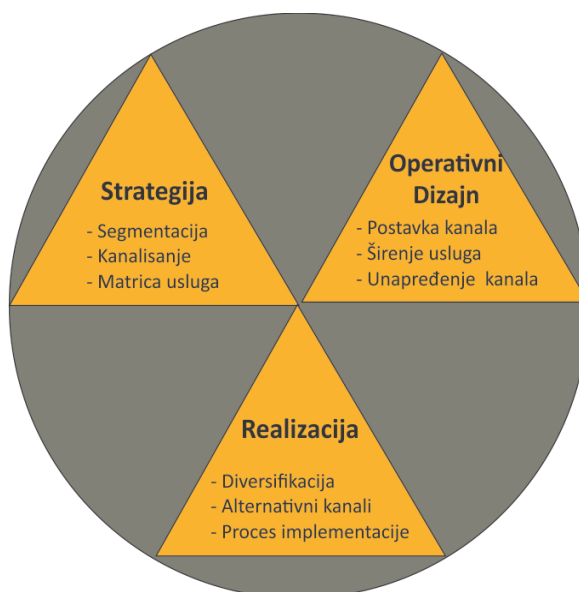 Strategija
- Segmentacija
- Kanalisanje
- Matrica usluga
Operativni
Dizajn
- Postavka kanala
- Širenje usluga
- Unapređenje kanala
Realizacija
- Diversifikacija
- Alternativni kanali
- Proces implementacije